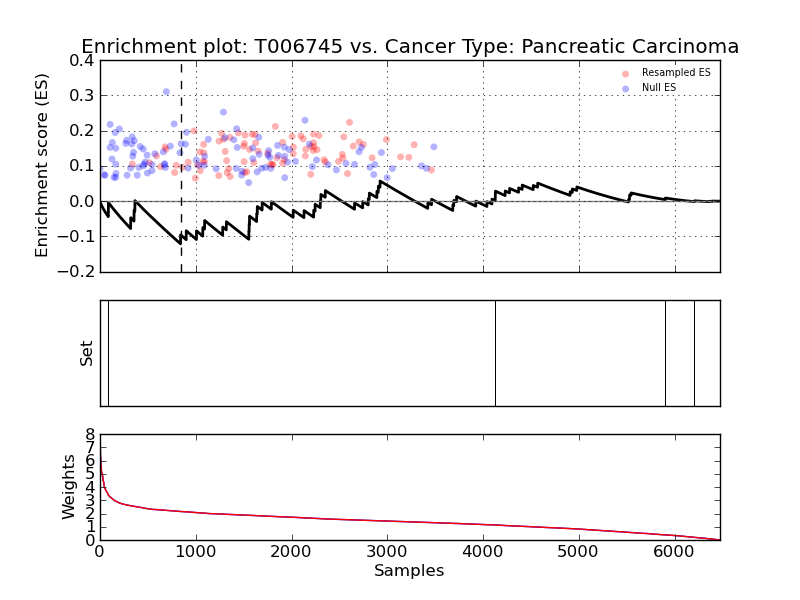 Enrichment plot: T006745 vs. Cancer Type: Pancreatic Carcinoma
Enrichment score (ES)
0.4
0.3
0.2
0.1
0.0
−0.1
−0.2
Resampled ES
Null ES
Set
Weights
8
7
6
5
4
3
2
1
0
0 1000 2000 3000 4000 5000 6000
Samples